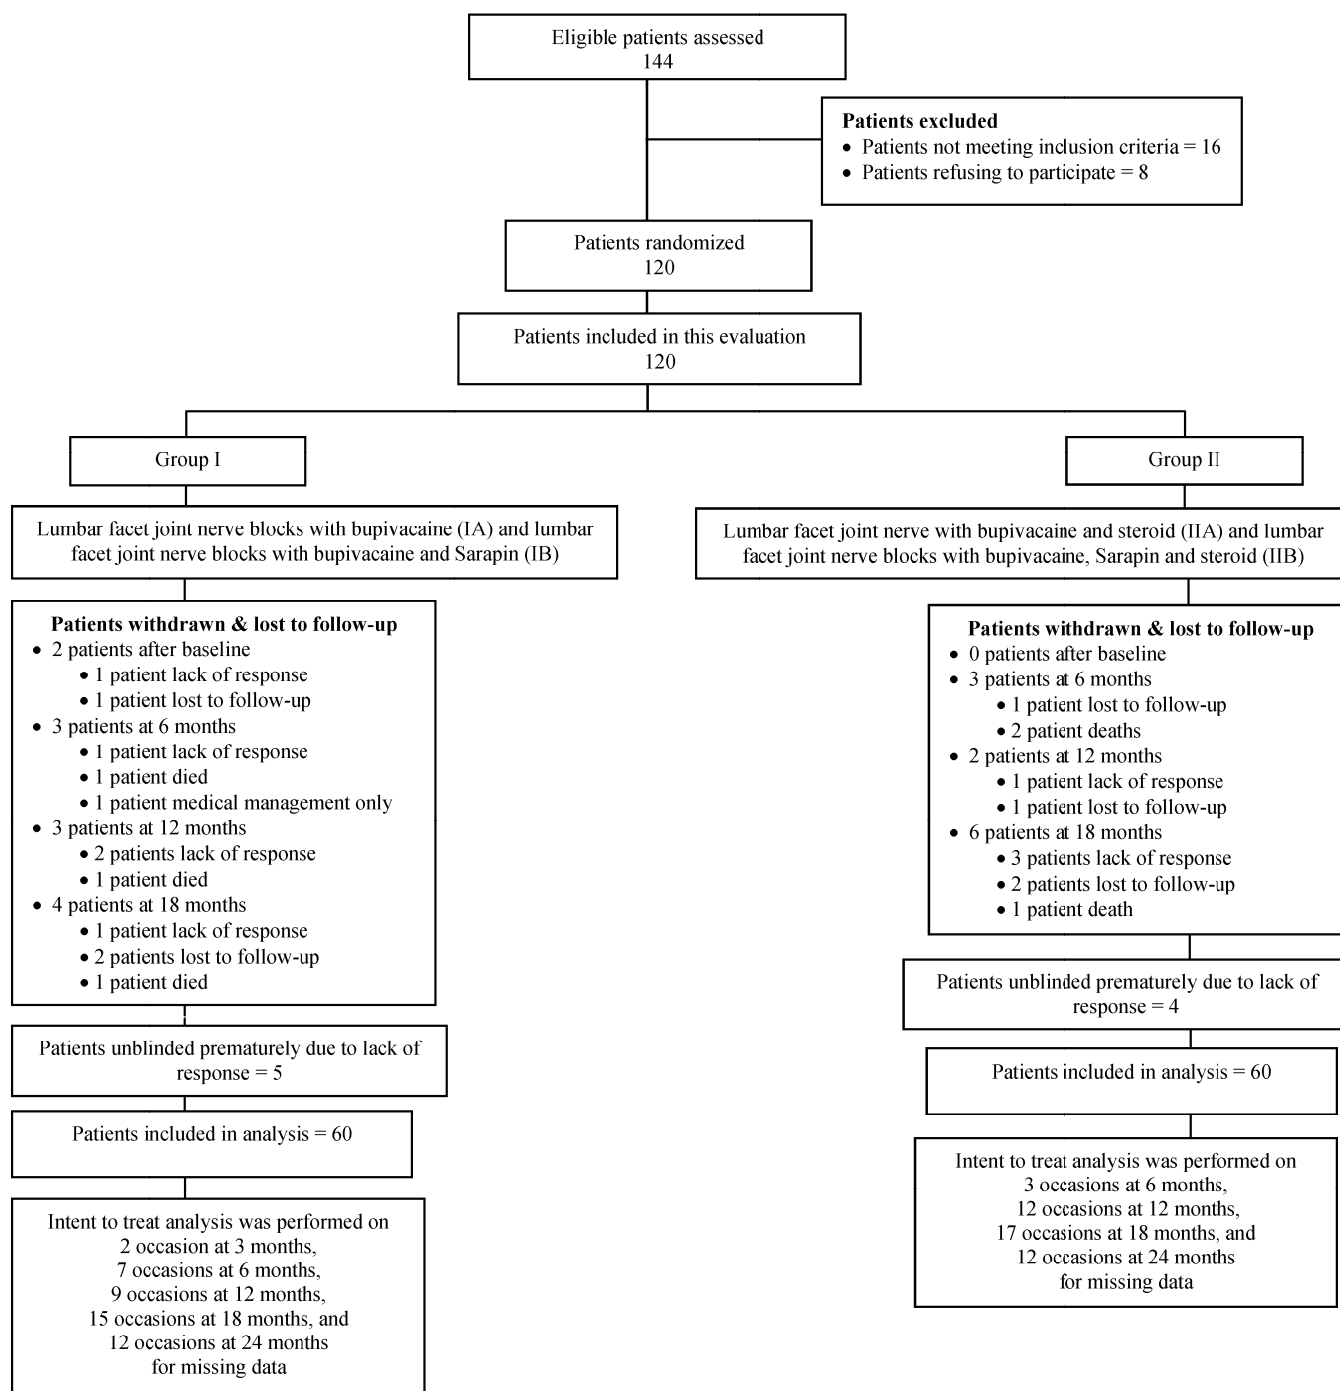 Eligible patients assessed
144
Patients excluded
• Patients not meeting inclusion criteria = 16
• Patients refusing to participate = 8
Patients randomized
120
Patients included in this evaluation
120
Group I
Lumbar facet joint nerve blocks with bupivacaine (IA) and lumbar
facet joint nerve blocks with bupivacaine and Sarapin (IB)
Patients withdrawn & lost to follow-up
• 2 patients after baseline
• 1 patient lack of response
• 1 patient lost to follow-up
• 3 patients at 6 months
• 1 patient lack of response
• 1 patient died
• 1 patient medical management only
• 3 patients at 12 months
• 2 patients lack of response
• 1 patient died
• 4 patients at 18 months
• 1 patient lack of response
• 2 patients lost to follow-up
• 1 patient died
Patients unblinded prematurely due to lack of
response = 5
Patients included in analysis = 60
Intent to treat analysis was performed on
2 occasion at 3 months,
7 occasions at 6 months,
9 occasions at 12 months,
15 occasions at 18 months, and
12 occasions at 24 months
for missing data
Group II
Lumbar facet joint nerve with bupivacaine and steroid (IIA) and lumbar
facet joint nerve blocks with bupivacaine, Sarapin and steroid (IIB)
Patients withdrawn & lost to follow-up
• 0 patients after baseline
• 3 patients at 6 months
• 1 patient lost to follow-up
• 2 patient deaths
• 2 patients at 12 months
• 1 patient lack of response
• 1 patient lost to follow-up
• 6 patients at 18 months
• 3 patients lack of response
• 2 patients lost to follow-up
• 1 patient death
Patients unblinded prematurely due to lack of
response = 4
Patients included in analysis = 60
Intent to treat analysis was performed on
3 occasions at 6 months,
12 occasions at 12 months,
17 occasions at 18 months, and
12 occasions at 24 months
for missing data